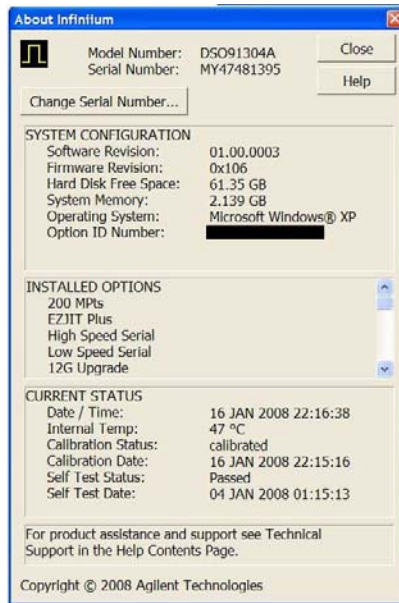 About Infiniium
Model Number: DSO91304A
Close
Serial Number: MY47481395
Help
Change Serial Number...
SYSTEM CONFIGURATION
Software Revision: 01.00.0003
Firmware Revision: 0x106
Hard Disk Free Space: 61.35 GB
System Memory: 2.139 GB
Operating System: Microsoft Windows® XP
Option ID Number:
INSTALLED OPTIONS
200 MPts
EZJIT Plus
High Speed Serial
Low Speed Serial
12G Upgrade
CURRENT STATUS
Date / Time: 16 JAN 2008 22:16:38
Internal Temp: 47 ºC
Calibration Status: calibrated
Calibration Date: 16 JAN 2008 22:15:16
Self Test Status: Passed
Self Test Date: 04 JAN 2008 01:15:13
For product assistance and support see Technical
Support in the Help Contents Page.
Copyright © 2008 Agilent Technologies